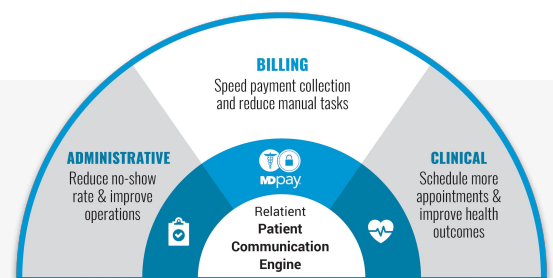 BILLING
Speed payment collection
and reduce manual tasks
ADMINISTRATIVE
Reduce no-show
rate & improve
operations
CLINICAL
Schedule more
appointments &
improve health
outcomes
MDpay
Relatient
Patient
Communication
Engine